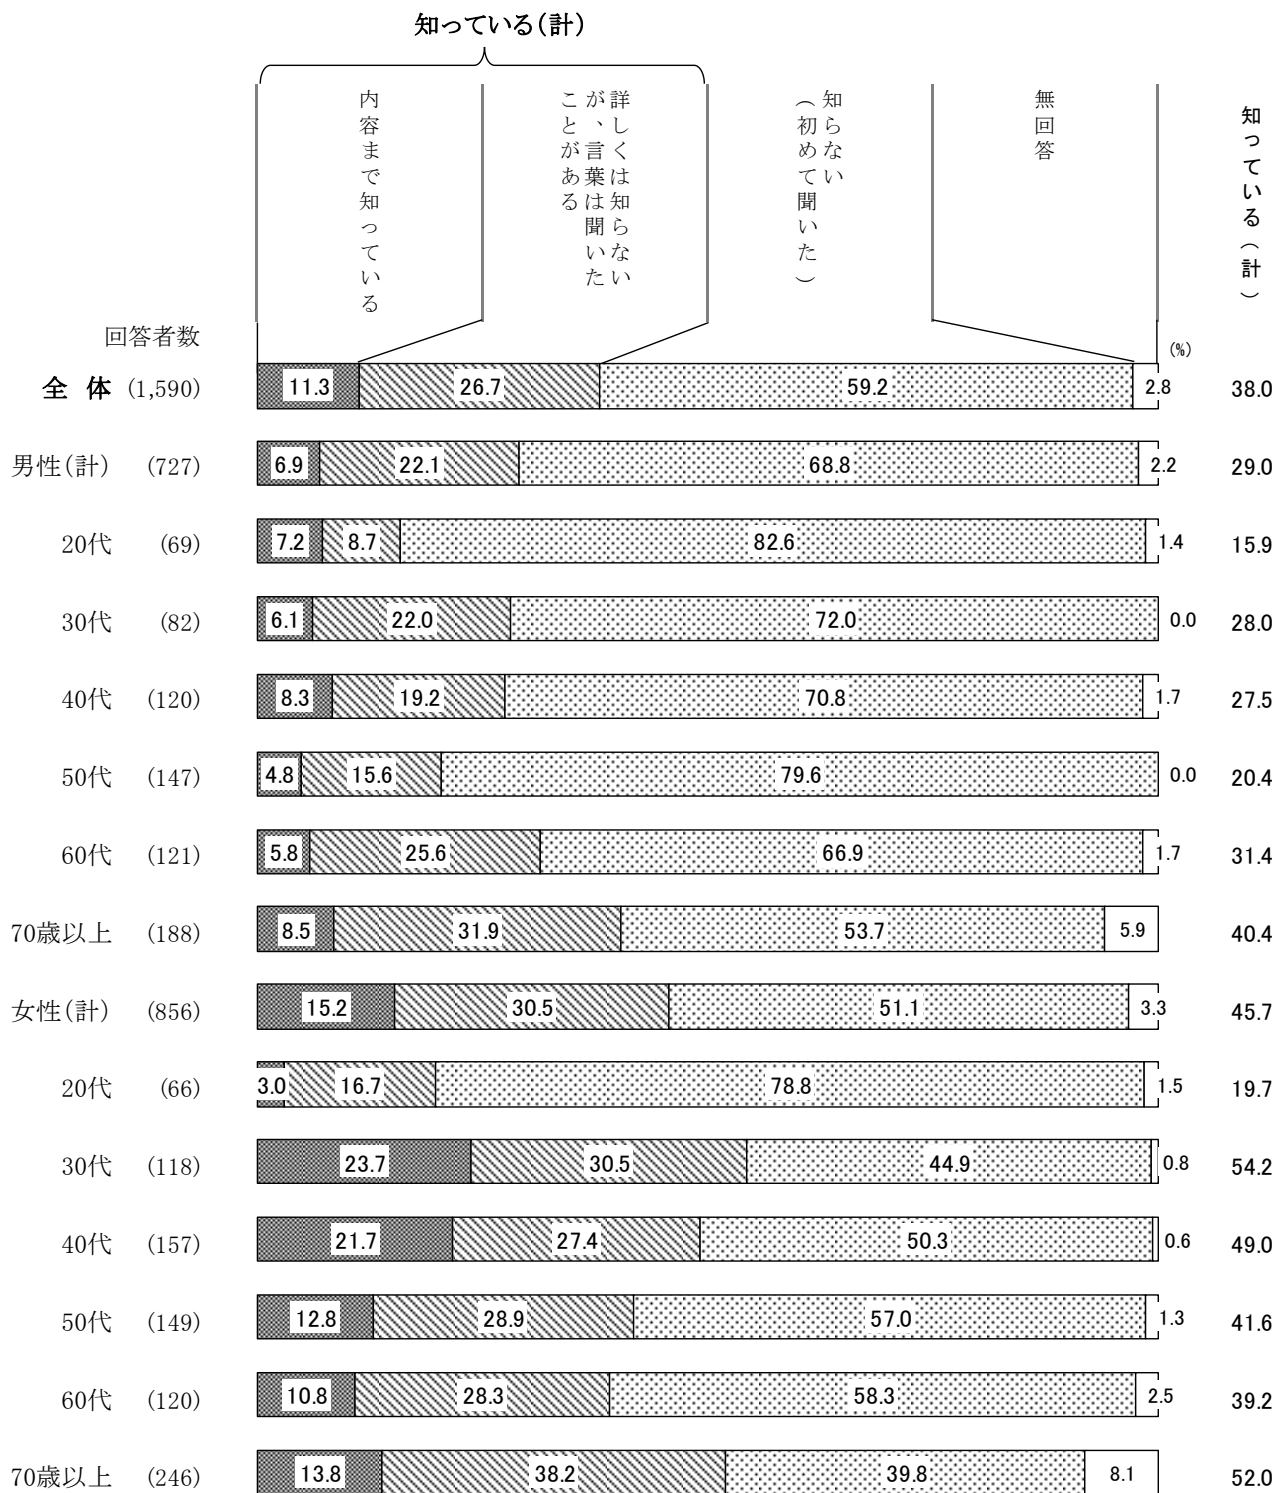 知っている(計)
内容まで知っている
詳しくは知らない
が、言葉は聞いた
ことがある
知らない
(初めて聞いた)
無回答
知っている(計)
回答者数
(%)
全 体 (1,590) 11.3 26.7 59.2 2.8 38.0
男性(計) (727) 6.9 22.1 68.8 2.2 29.0
20代 (69) 7.2 8.7 82.6 1.4 15.9
30代 (82) 6.1 22.0 72.0 0.0 28.0
40代 (120) 8.3 19.2 70.8 1.7 27.5
50代 (147) 4.8 15.6 79.6 0.0 20.4
60代 (121) 5.8 25.6 66.9 1.7 31.4
70歳以上 (188) 8.5 31.9 53.7 5.9 40.4
女性(計) (856) 15.2 30.5 51.1 3.3 45.7
20代 (66) 3.0 16.7 78.8 1.5 19.7
30代 (118) 23.7 30.5 44.9 0.8 54.2
40代 (157) 21.7 27.4 50.3 0.6 49.0
50代 (149) 12.8 28.9 57.0 1.3 41.6
60代 (120) 10.8 28.3 58.3 2.5 39.2
70歳以上 (246) 13.8 38.2 39.8 8.1 52.0